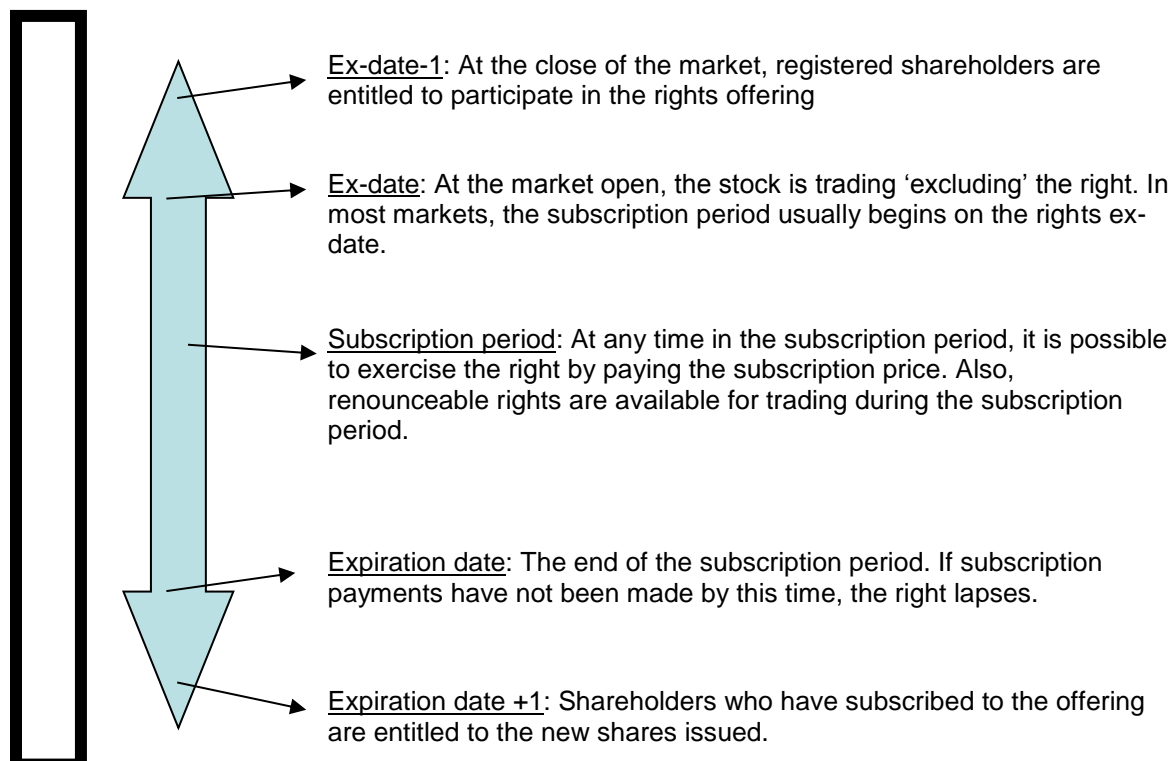 Ex-date-1: At the close of the market, registered shareholders are
entitled to participate in the rights offering
Ex-date: At the market open, the stock is trading ‘excluding’ the right. In
most markets, the subscription period usually begins on the rights ex-
date.
Subscription period: At any time in the subscription period, it is possible
to exercise the right by paying the subscription price. Also,
renounceable rights are available for trading during the subscription
period.
Expiration date: The end of the subscription period. If subscription
payments have not been made by this time, the right lapses.
Expiration date +1: Shareholders who have subscribed to the offering
are entitled to the new shares issued.